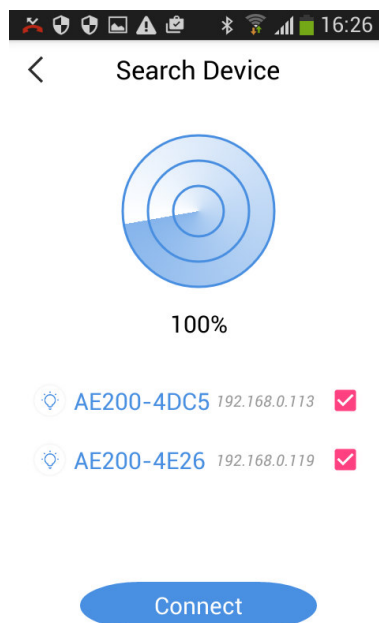 16:26
Search Device
100%
AE200-4DC5 192.168.0.113
AE200-4E26 192.168.0.119
Connect